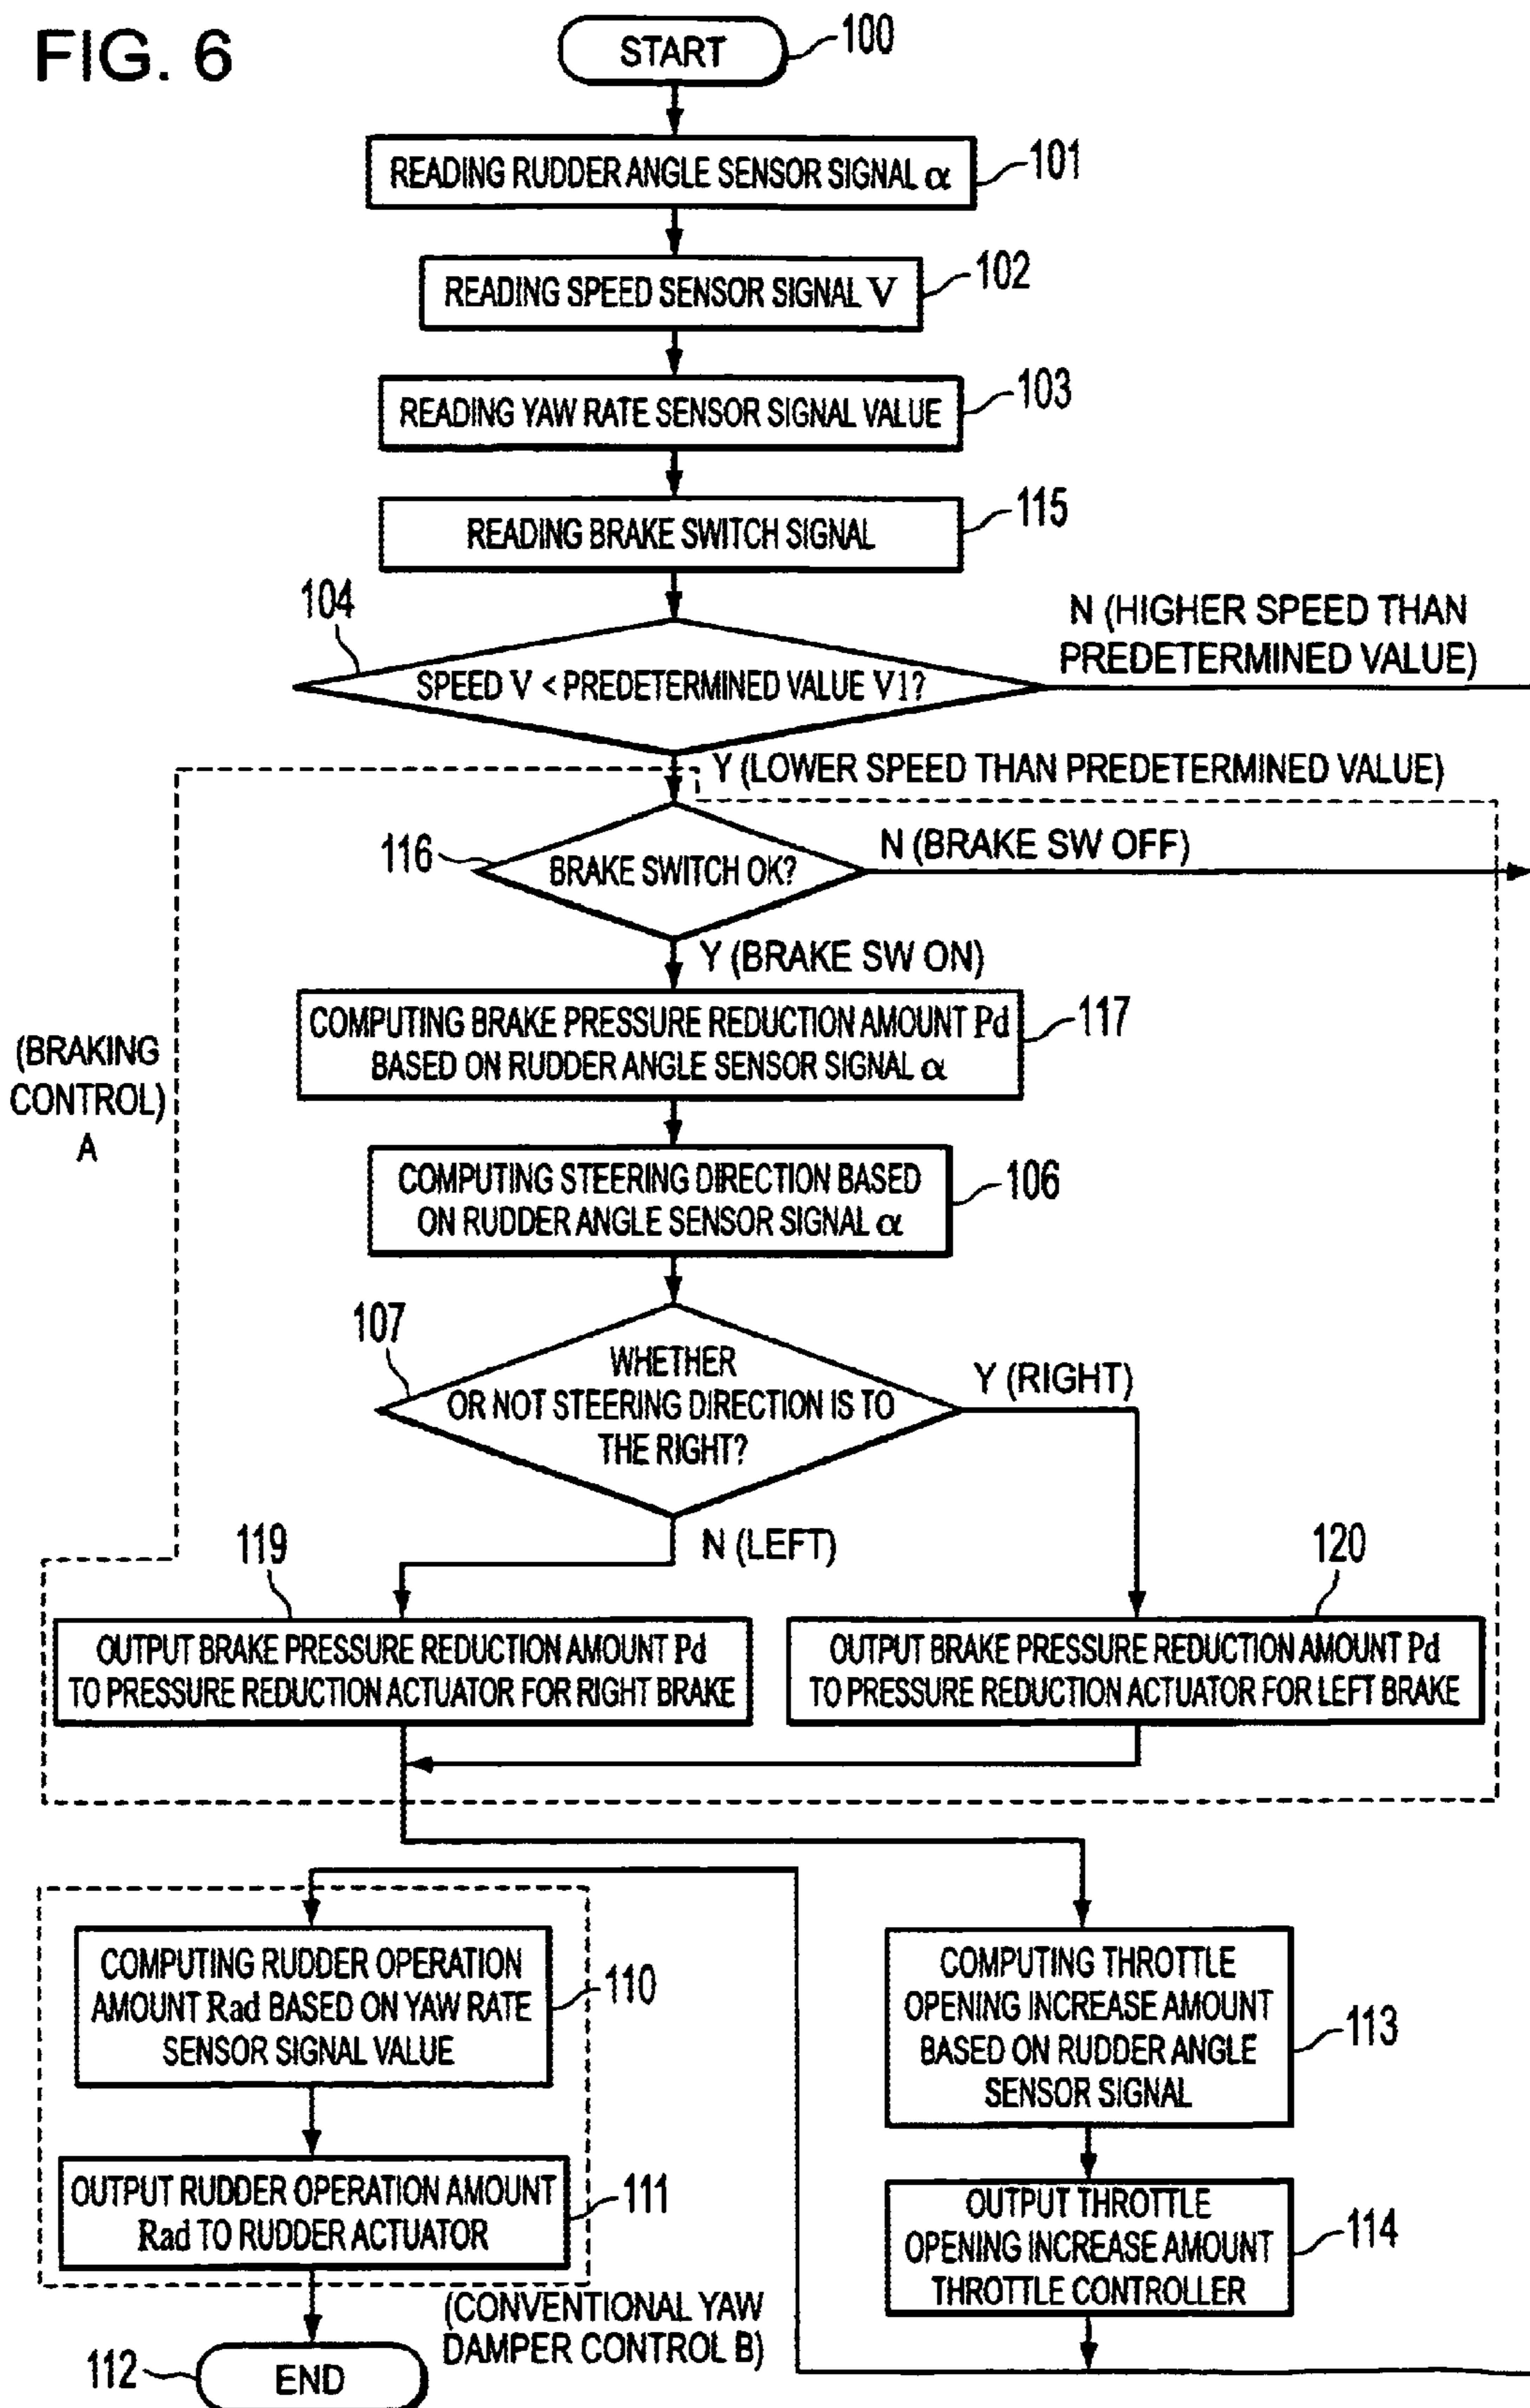 FIG. 6
START
100
READING RUDDER ANGLE SENSOR SIGNAL α
101
READING SPEED SENSOR SIGNAL V
102
READING YAW RATE SENSOR SIGNAL VALUE
103
READING BRAKE SWITCH SIGNAL
115
104
SPEED V < PREDETERMINED VALUE V1?
N (HIGHER SPEED THAN
PREDETERMINED VALUE)
Y (LOWER SPEED THAN PREDETERMINED VALUE)
116
BRAKE SWITCH OK?
N (BRAKE SW OFF)
Y (BRAKE SW ON)
(BRAKING
CONTROL)
A
COMPUTING BRAKE PRESSURE REDUCTION AMOUNT Pd
BASED ON RUDDER ANGLE SENSOR SIGNAL α
117
COMPUTING STEERING DIRECTION BASED
ON RUDDER ANGLE SENSOR SIGNAL α
106
107
WHETHER
OR NOT STEERING DIRECTION IS TO
THE RIGHT?
Y (RIGHT)
N (LEFT)
119
OUTPUT BRAKE PRESSURE REDUCTION AMOUNT Pd
TO PRESSURE REDUCTION ACTUATOR FOR RIGHT BRAKE
120
OUTPUT BRAKE PRESSURE REDUCTION AMOUNT Pd
TO PRESSURE REDUCTION ACTUATOR FOR LEFT BRAKE
COMPUTING RUDDER OPERATION
AMOUNT Rad BASED ON YAW RATE
SENSOR SIGNAL VALUE
110
OUTPUT RUDDER OPERATION AMOUNT
Rad TO RUDDER ACTUATOR
111
(CONVENTIONAL YAW
DAMPER CONTROL B)
112
END
COMPUTING THROTTLE
OPENING INCREASE AMOUNT
BASED ON RUDDER ANGLE
SENSOR SIGNAL
113
OUTPUT THROTTLE
OPENING INCREASE AMOUNT
THROTTLE CONTROLLER
114